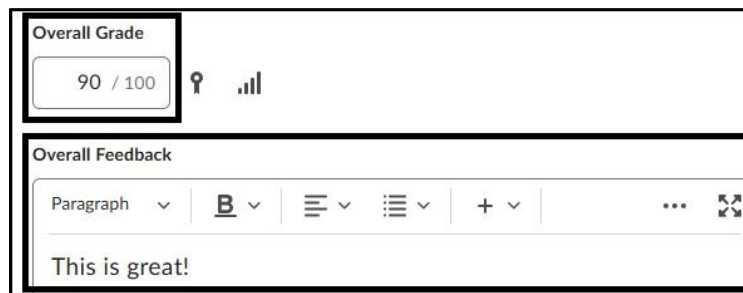 Overall Grade
90 / 100
Overall Feedback
Paragraph B
This is great!